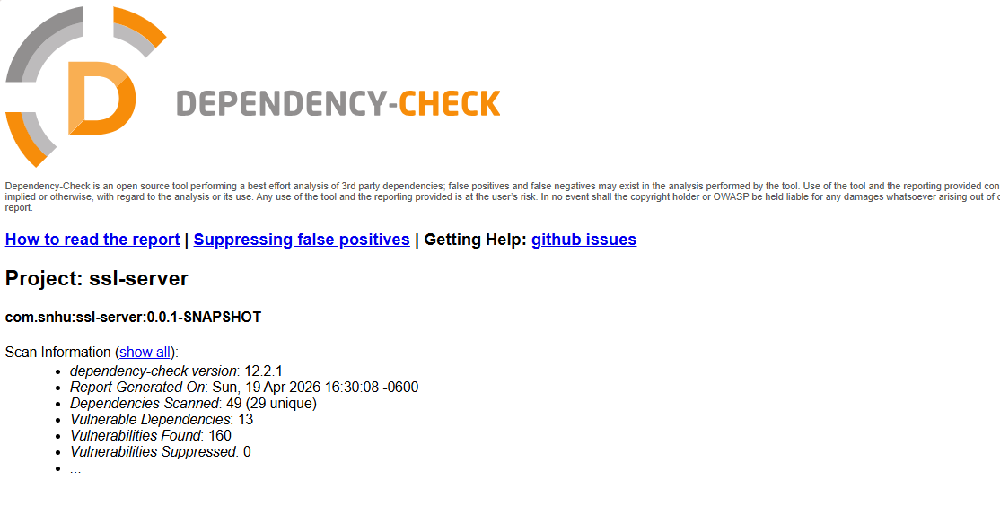 D
DEPENDENCY-CHECK
Dependency-Check is an open source tool performing a best effort analysis of 3rd party dependencies; false positives and false negatives may exist in the analysis performed by the tool. Use of the tool and the reporting provided con
implied or otherwise, with regard to the analysis or its use. Any use of the tool and the reporting provided is at the user's risk. In no event shall the copyright holder or OWASP be held liable for any damages whatsoever arising out of
report.
How to read the report | Suppressing false positives | Getting Help: github issues
Project: ssl-server
com.snhu:ssl-server:0.0.1-SNAPSHOT
Scan Information (show all):
• dependency-check version: 12.2.1
• Report Generated On: Sun, 19 Apr 2026 16:30:08 -0600
• Dependencies Scanned: 49 (29 unique)
• Vulnerable Dependencies: 13
• Vulnerabilities Found: 160
• Vulnerabilities Suppressed: 0
• ...